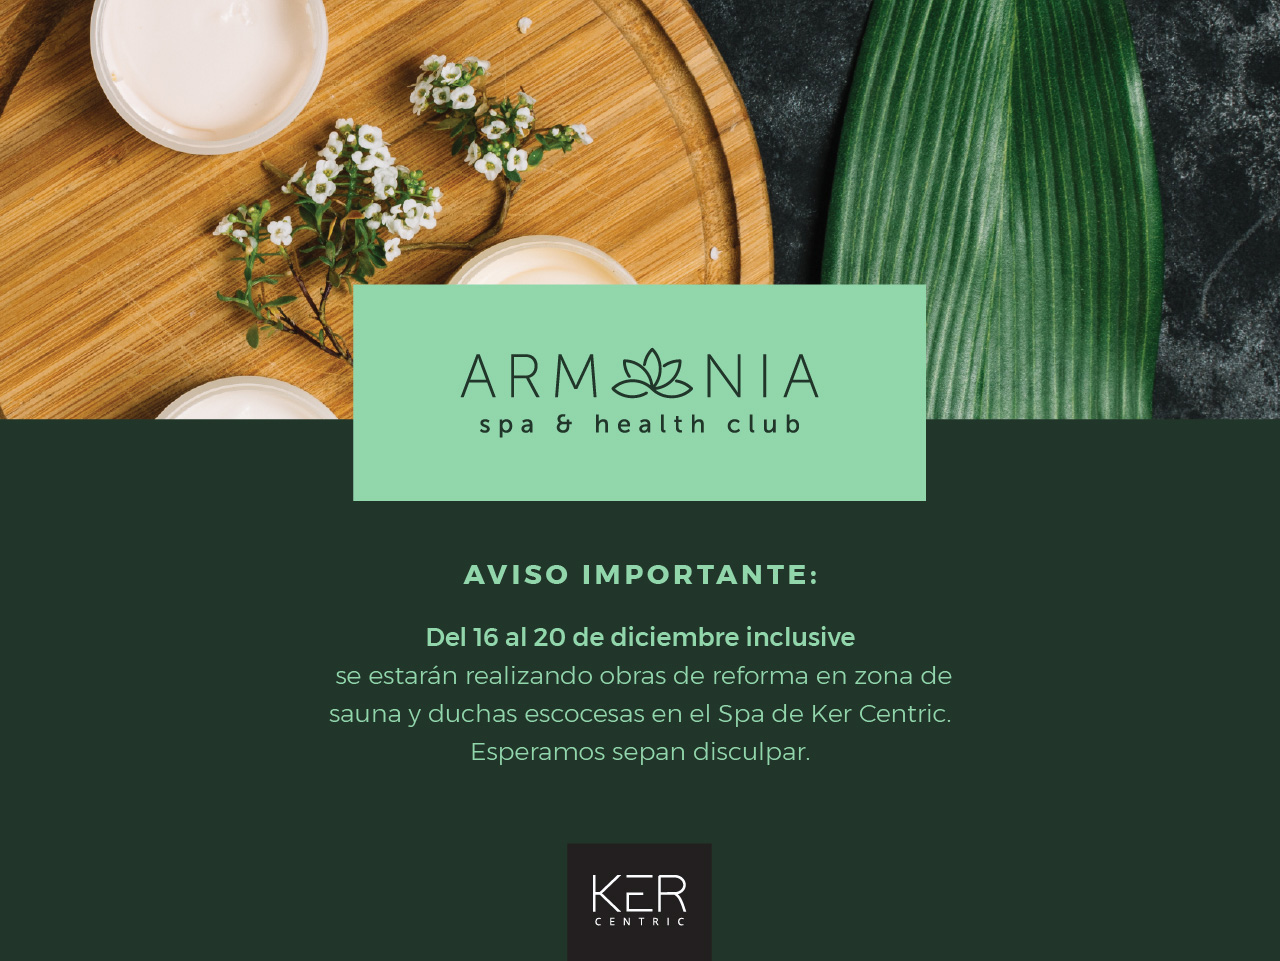 ARMONIA
spa & health club
AVISO IMPORTANTE:
Del 16 al 20 de diciembre inclusive
se estarán realizando obras de reforma en zona de
sauna y duchas escocesas en el Spa de Ker Centric.
Esperamos sepan disculpar.
KER
CENTRIC